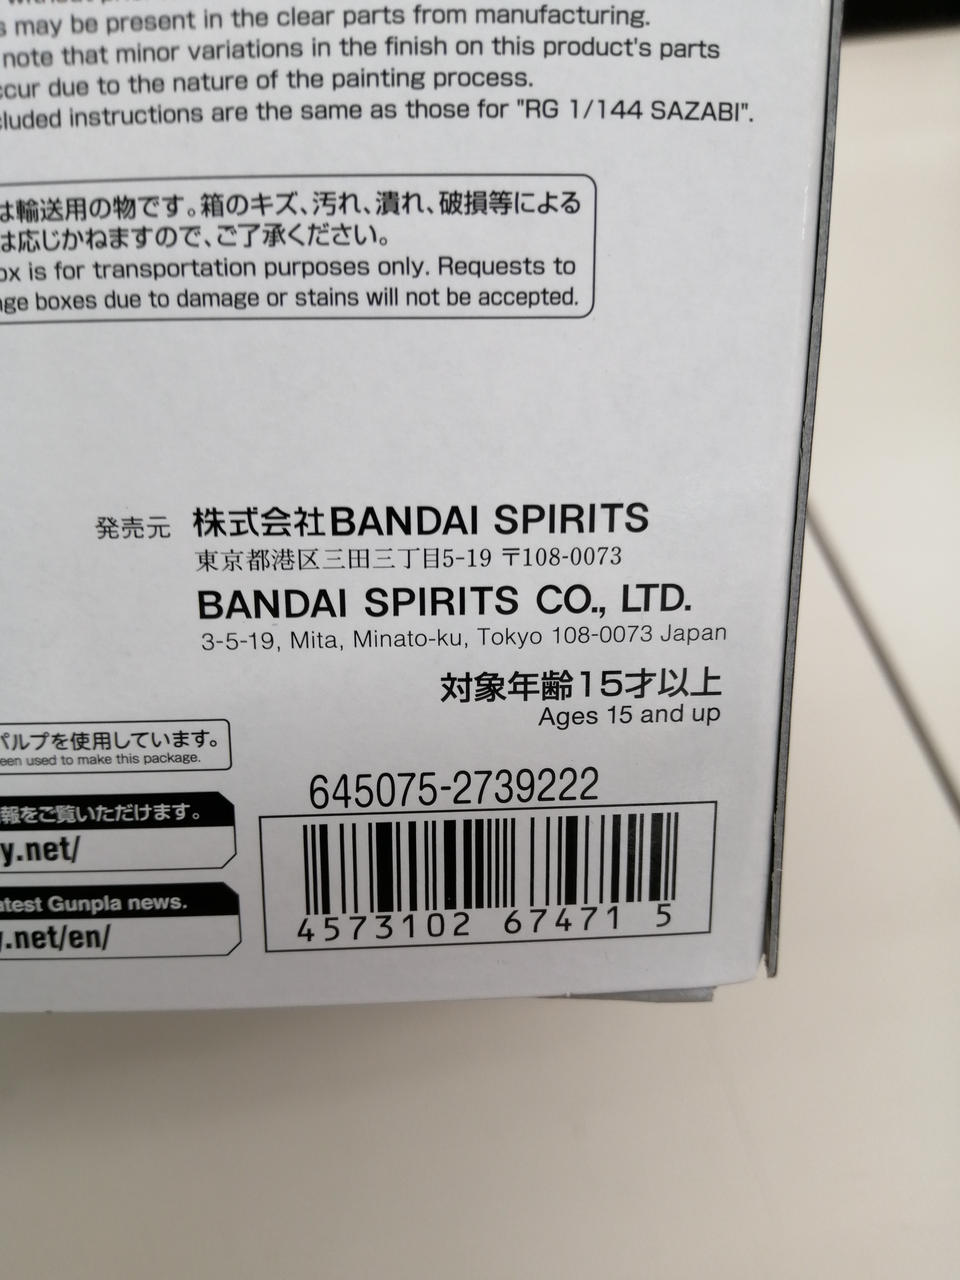 may be present in the clear parts from manufacturing.
note that minor variations in the finish on this product's parts
due to the nature of the painting process.
instructions are the same as those for "RG 1/144 SAZABI".
は輸送用の物です。箱のキズ、汚れ、潰れ、破損等による
は応じかねますので、ご了承ください。
is for transportation purposes only. Requests to
boxes due to damage or stains will not be accepted.
発売元 株式会社BANDAI SPIRITS
東京都港区三田三丁目5-19 〒108-0073
BANDAI SPIRITS CO., LTD.
3-5-19, Mita, Minato-ku, Tokyo 108-0073 Japan
対象年齢15才以上
Ages 15 and up
パルプを使用しています。
een used to make this package.
報をご覧いただけます。
y.net/
atest Gunpla news.
y.net/en/
645075-2739222
4573102 67471 5